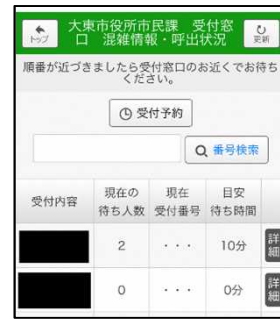 トップ
大東市役所市民課 受付窓
口 混雑情報・呼出状況
更新
順番が近づきましたら受付窓口のお近くでお待ち
ください。
受付予約
番号検索
受付内容
現在の
待ち人数
現在
受付番号
目安
待ち時間
2
・・・
10分
詳
細
0
・・・
0分
詳
細